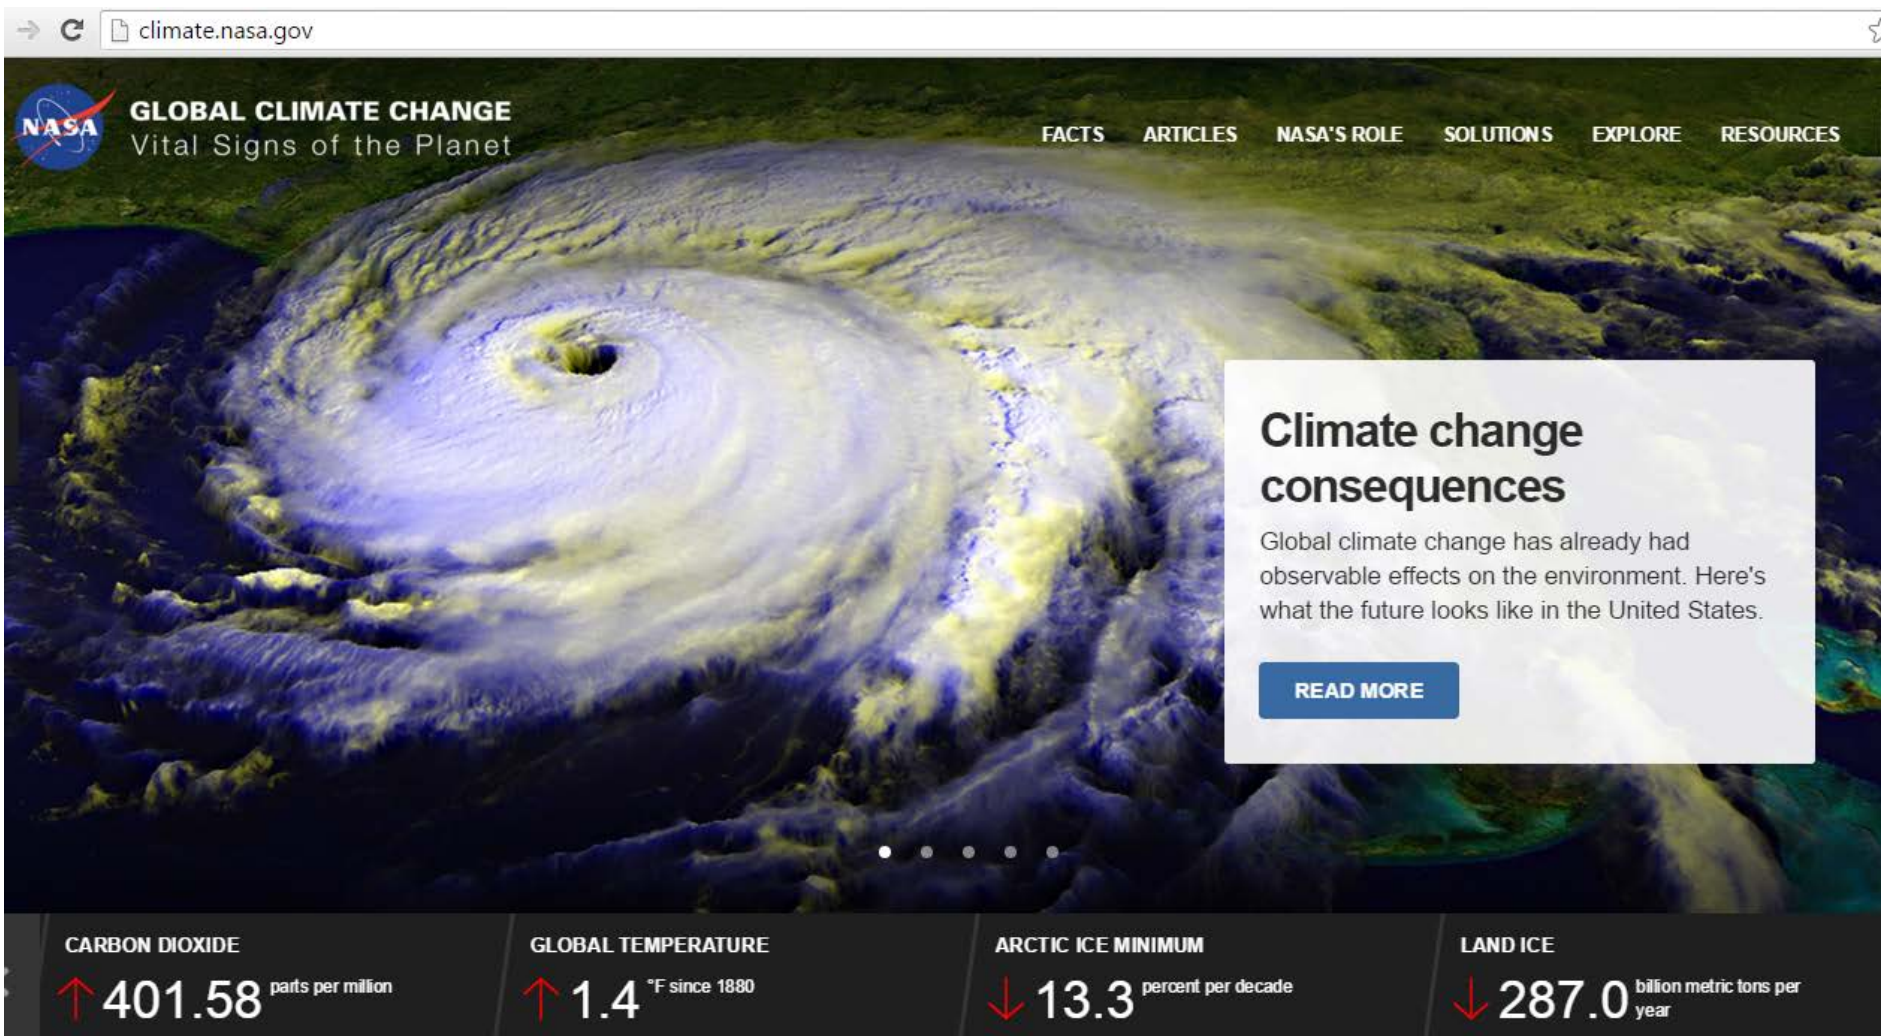 climate.nasa.gov
NASA
GLOBAL CLIMATE CHANGE
Vital Signs of the Planet
FACTS ARTICLES NASA'S ROLE SOLUTIONS EXPLORE RESOURCES
Climate change
consequences
Global climate change has already had
observable effects on the environment. Here's
what the future looks like in the United States.
READ MORE
CARBON DIOXIDE
↑ 401.58 parts per million
GLOBAL TEMPERATURE
↑ 1.4 °F since 1880
ARCTIC ICE MINIMUM
↓ 13.3 percent per decade
LAND ICE
↓ 287.0 billion metric tons per
year